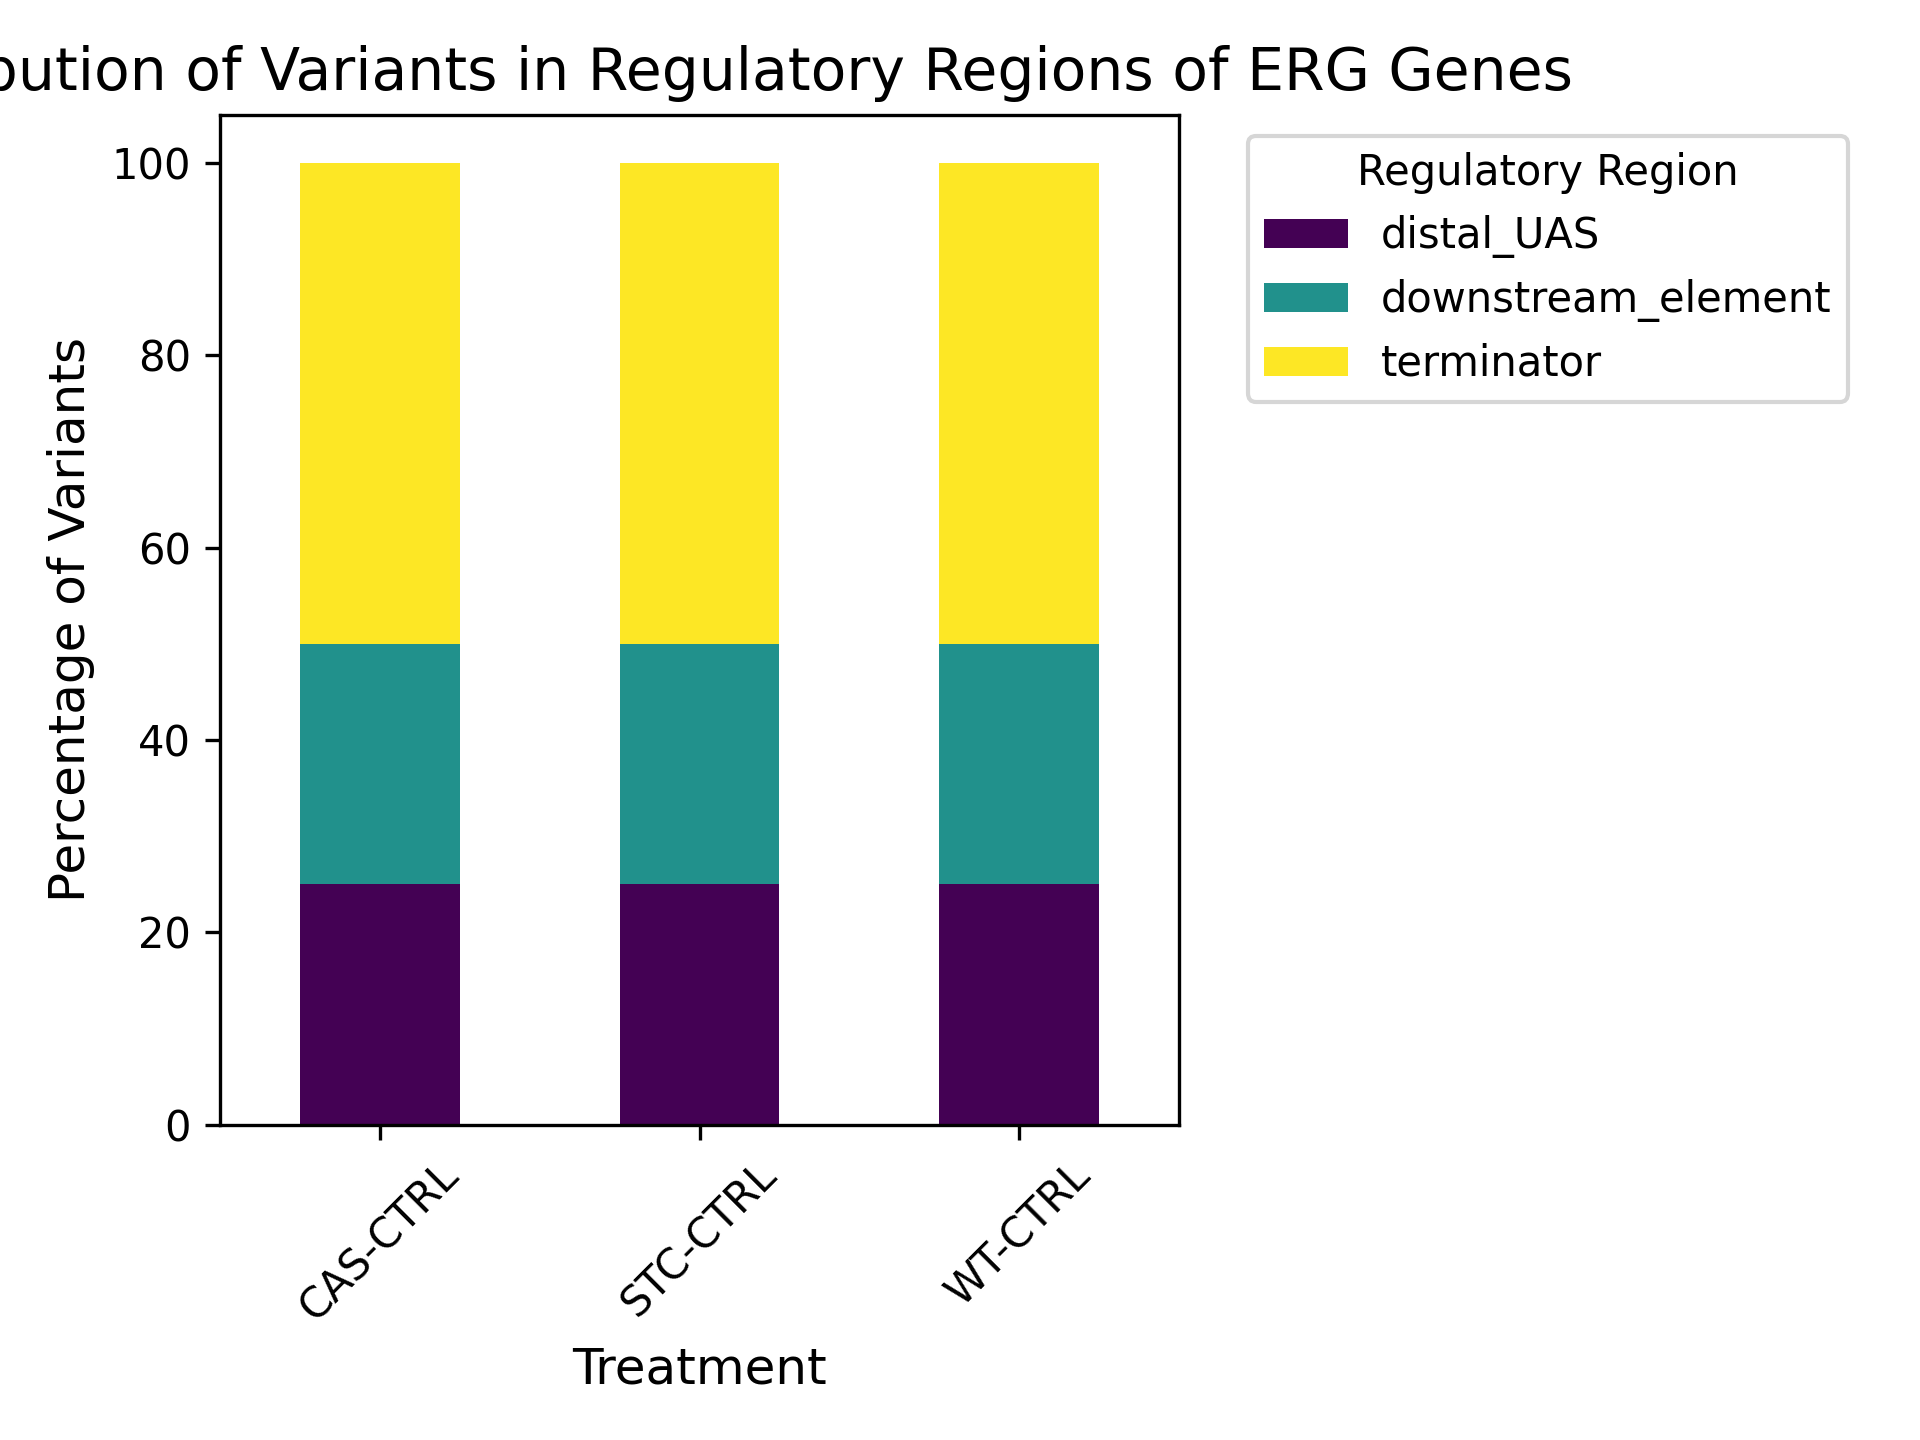 of Variants in Regulatory Regions of ERG Genes
100
80
60
40
20
0
Percentage of Variants
CAS-CTRL
STC-CTRL
WT-CTRL
Treatment
Regulatory Region
distal_UAS
downstream_element
terminator